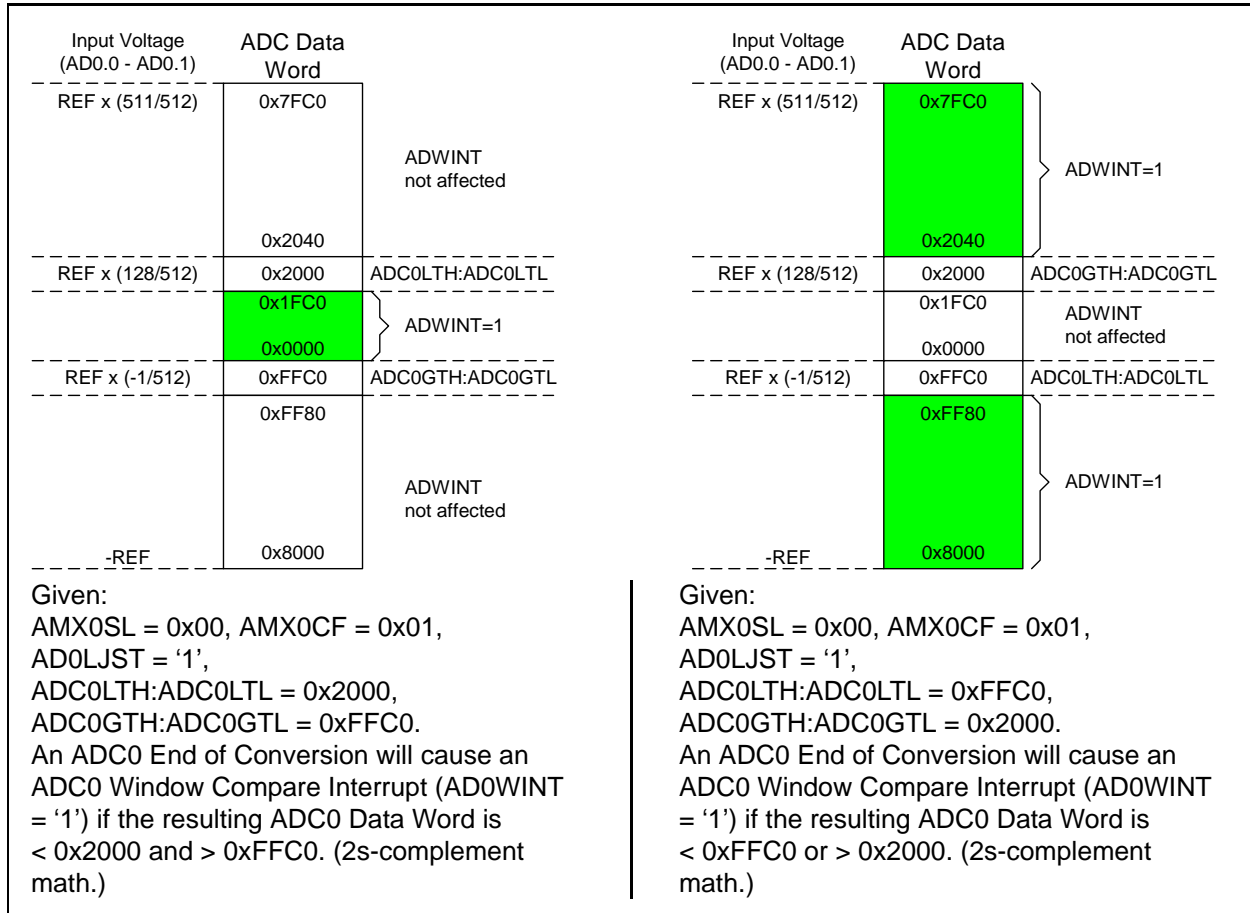 Input Voltage
(AD0.0 - AD0.1)
ADC Data
Word
REF x (511/512)
0x7FC0
ADWINT
not affected
0x2040
REF x (128/512)
0x2000
ADC0LTH:ADC0LTL
0x1FC0
ADWINT=1
0x0000
REF x (-1/512)
0xFFC0
ADC0GTH:ADC0GTL
0xFF80
ADWINT
not affected
-REF
0x8000
Given:
AMX0SL = 0x00, AMX0CF = 0x01,
AD0LJST = ‘1’,
ADC0LTH:ADC0LTL = 0x2000,
ADC0GTH:ADC0GTL = 0xFFC0.
An ADC0 End of Conversion will cause an
ADC0 Window Compare Interrupt (AD0WINT
= ‘1’) if the resulting ADC0 Data Word is
< 0x2000 and > 0xFFC0. (2s-complement
math.)
Input Voltage
(AD0.0 - AD0.1)
ADC Data
Word
REF x (511/512)
0x7FC0
ADWINT=1
0x2040
REF x (128/512)
0x2000
ADC0GTH:ADC0GTL
0x1FC0
ADWINT
not affected
0x0000
REF x (-1/512)
0xFFC0
ADC0LTH:ADC0LTL
0xFF80
ADWINT=1
-REF
0x8000
Given:
AMX0SL = 0x00, AMX0CF = 0x01,
AD0LJST = ‘1’,
ADC0LTH:ADC0LTL = 0xFFC0,
ADC0GTH:ADC0GTL = 0x2000.
An ADC0 End of Conversion will cause an
ADC0 Window Compare Interrupt (AD0WINT
= ‘1’) if the resulting ADC0 Data Word is
< 0xFFC0 or > 0x2000. (2s-complement
math.)